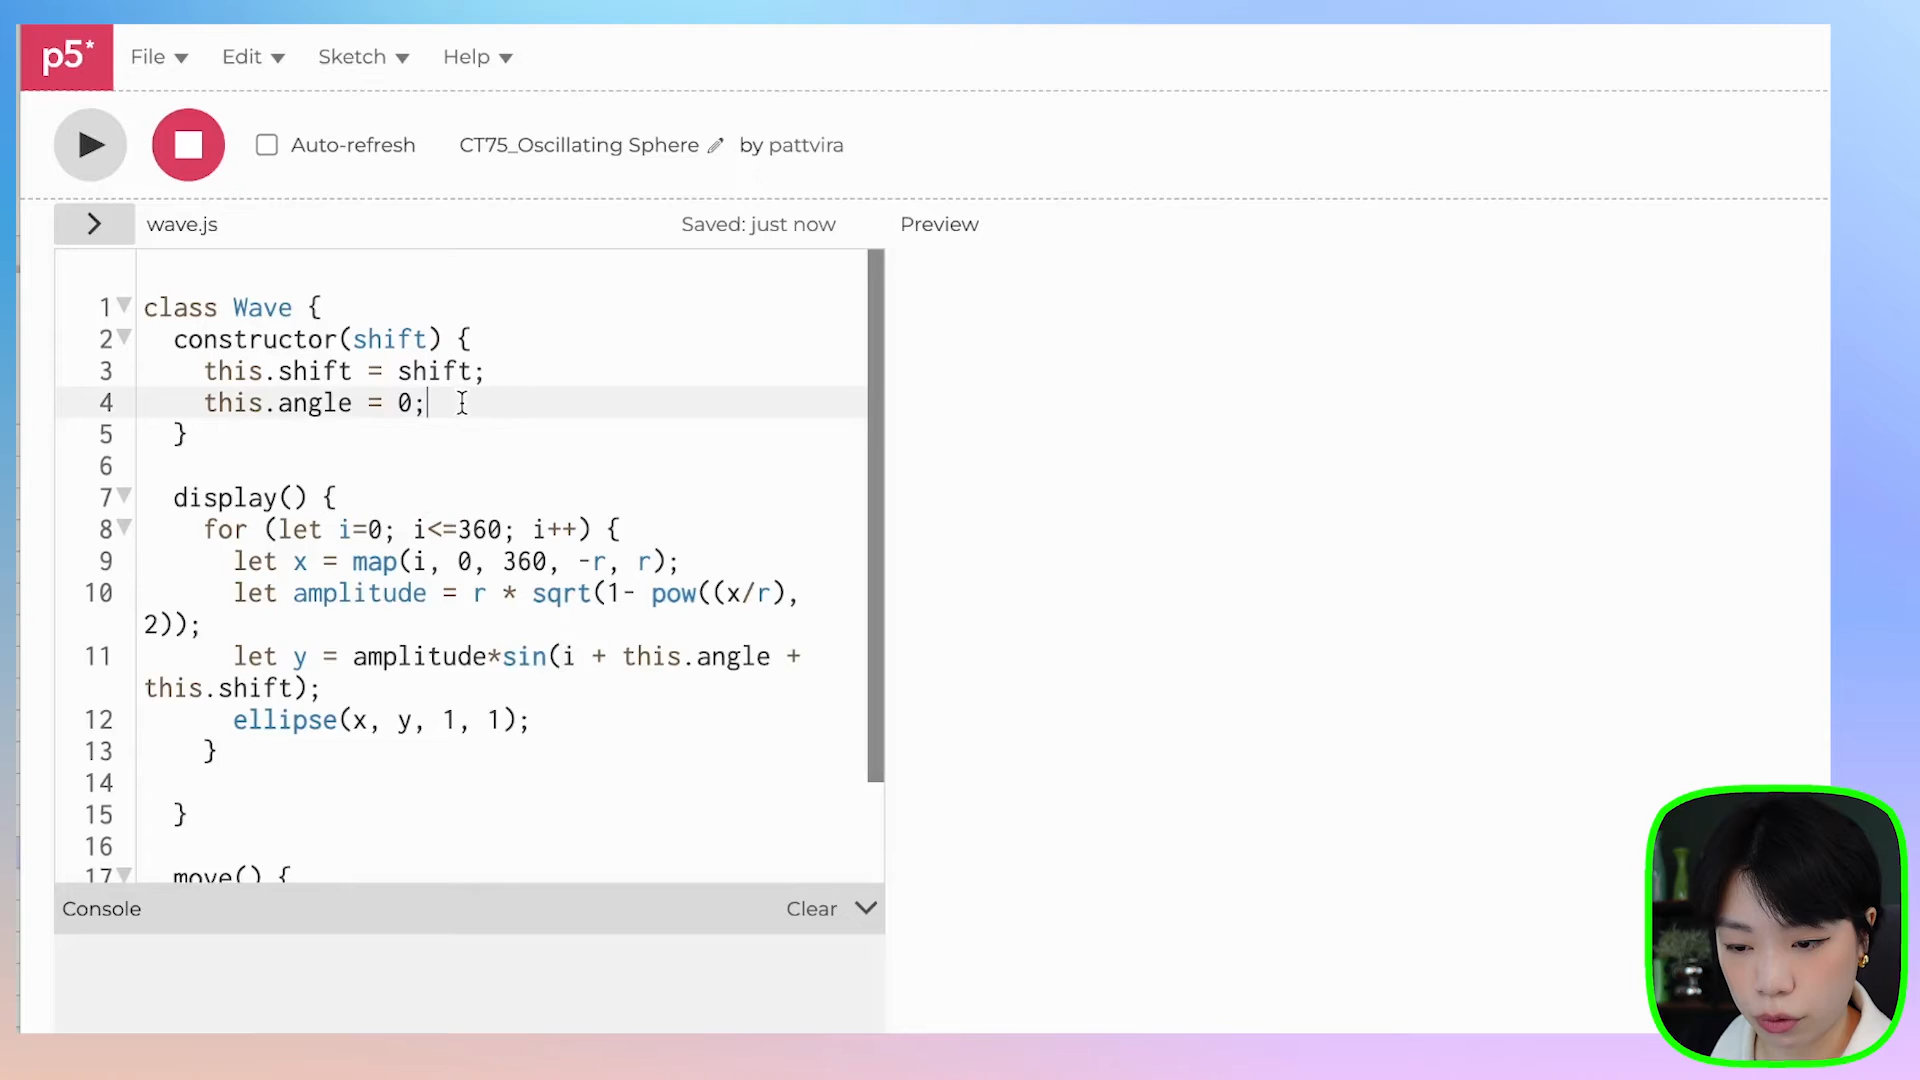 p5*
File Edit Sketch Help
Auto-refresh CT75_Oscillating Sphere by pattvira
wave.js Saved: just now Preview
1 class Wave {
2 constructor(shift) {
3 this.shift = shift;
4 this.angle = 0;
5 }
6
7 display() {
8 for (let i=0; i<=360; i++) {
9 let x = map(i, 0, 360, -r, r);
10 let amplitude = r * sqrt(1- pow((x/r),
2));
11 let y = amplitude*sin(i + this.angle +
this.shift);
12 ellipse(x, y, 1, 1);
13 }
14
15 }
16
17 move() {
Console Clear